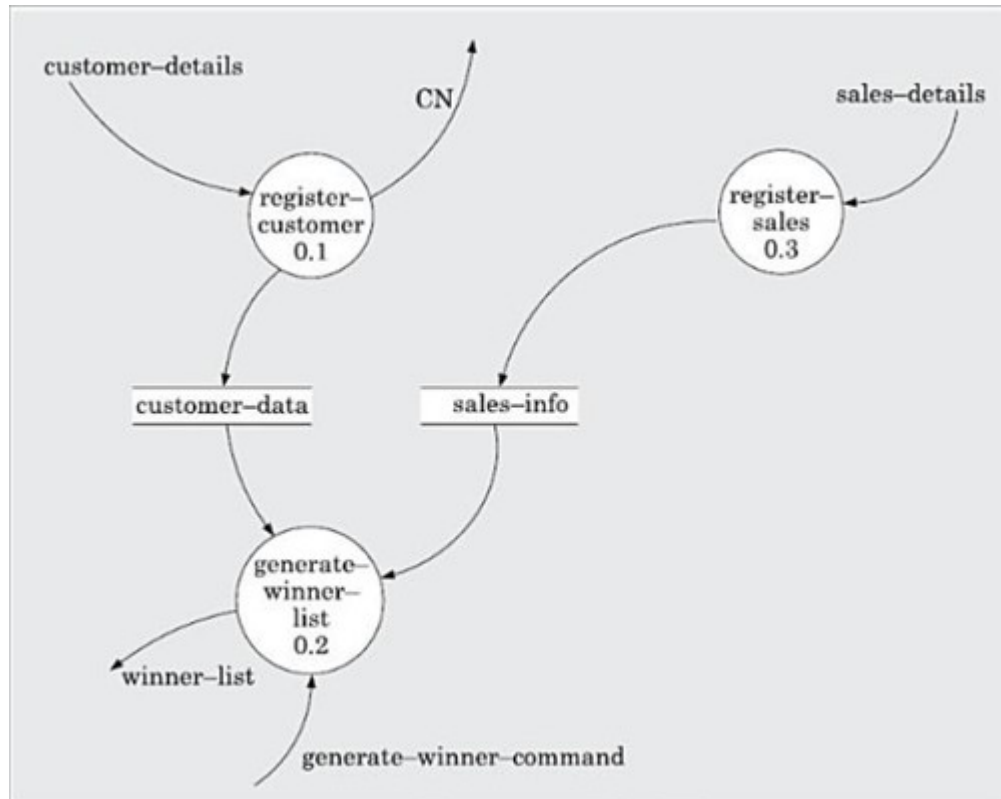 customer–details
CN
sales–details
register–
customer
0.1
register–
sales
0.3
customer–data
sales–info
generate–
winner–
list
0.2
winner–list
generate–winner–command